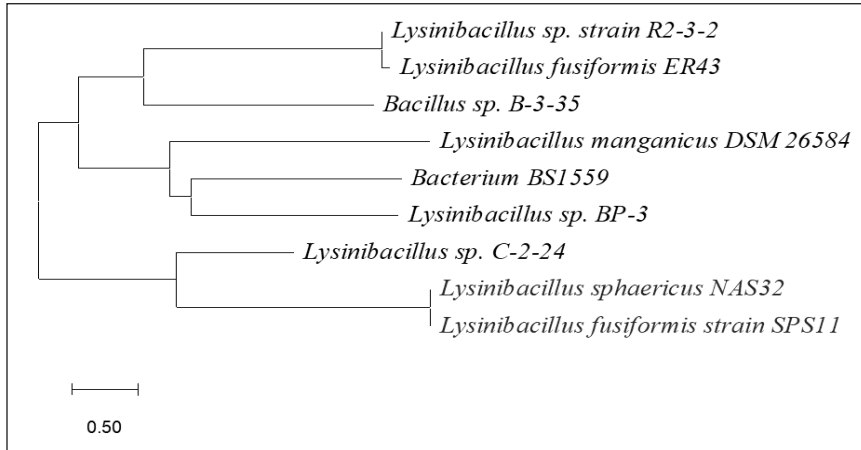 Lysinibacillus sp. strain R2-3-2
Lysinibacillus fusiformis ER43
Bacillus sp. B-3-35
Lysinibacillus manganicus DSM 26584
Bacterium BS1559
Lysinibacillus sp. BP-3
Lysinibacillus sp. C-2-24
Lysinibacillus sphaericus NAS32
Lysinibacillus fusiformis strain SPS11
0.50